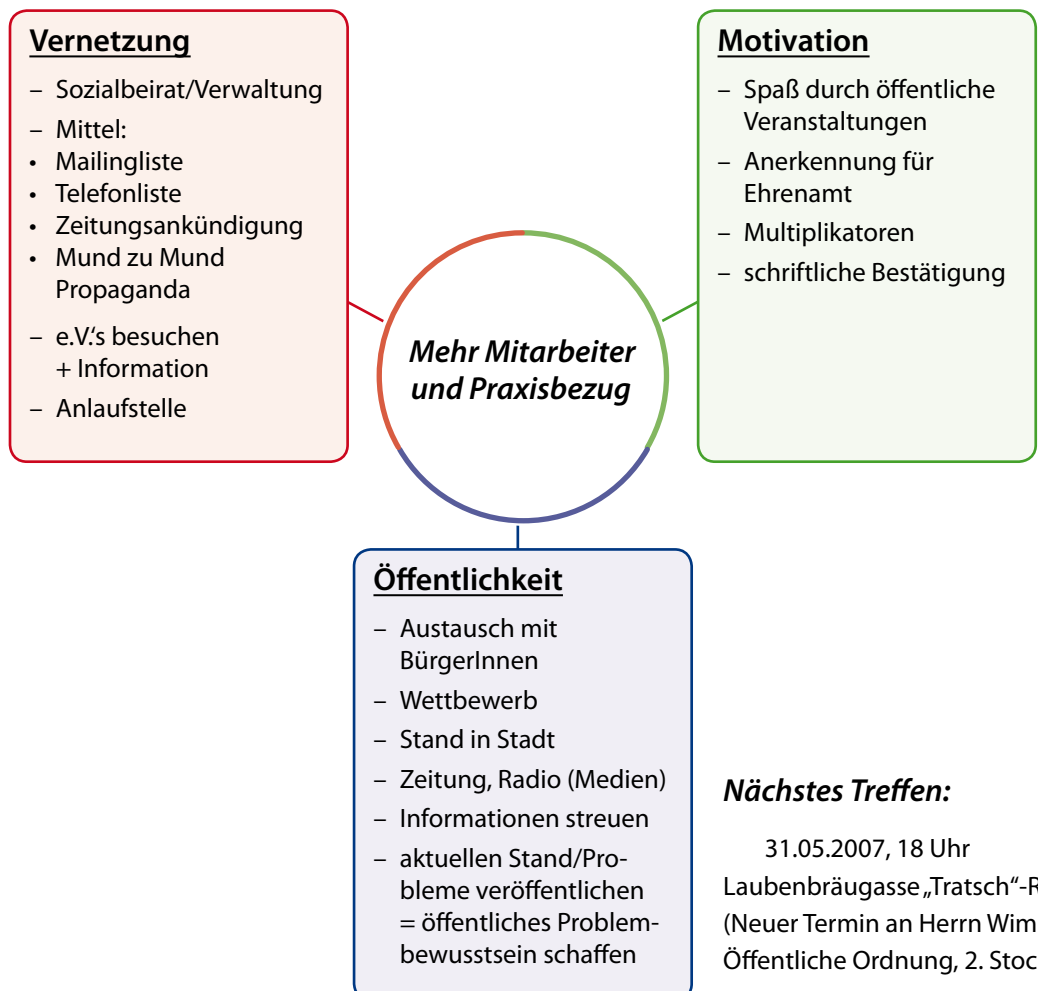 Vernetzung
– Sozialbeirat/Verwaltung
– Mittel:
• Mailingliste
• Telefonliste
• Zeitungsankündigung
• Mund zu Mund
Propaganda
– e.V.‘s besuchen
+ Information
– Anlaufstelle
Motivation
– Spaß durch öffentliche
Veranstaltungen
– Anerkennung für
Ehrenamt
– Multiplikatoren
– schriftliche Bestätigung
Mehr Mitarbeiter
und Praxisbezug
Öffentlichkeit
– Austausch mit
BürgerInnen
– Wettbewerb
– Stand in Stadt
– Zeitung, Radio (Medien)
– Informationen streuen
– aktuellen Stand/Pro-
bleme veröffentlichen
= öffentliches Problem-
bewusstsein schaffen
Nächstes Treffen:
31.05.2007, 18 Uhr
Laubenbräugasse „Tratsch“-
(Neuer Termin an Herrn
Öffentliche Ordnung, 2.